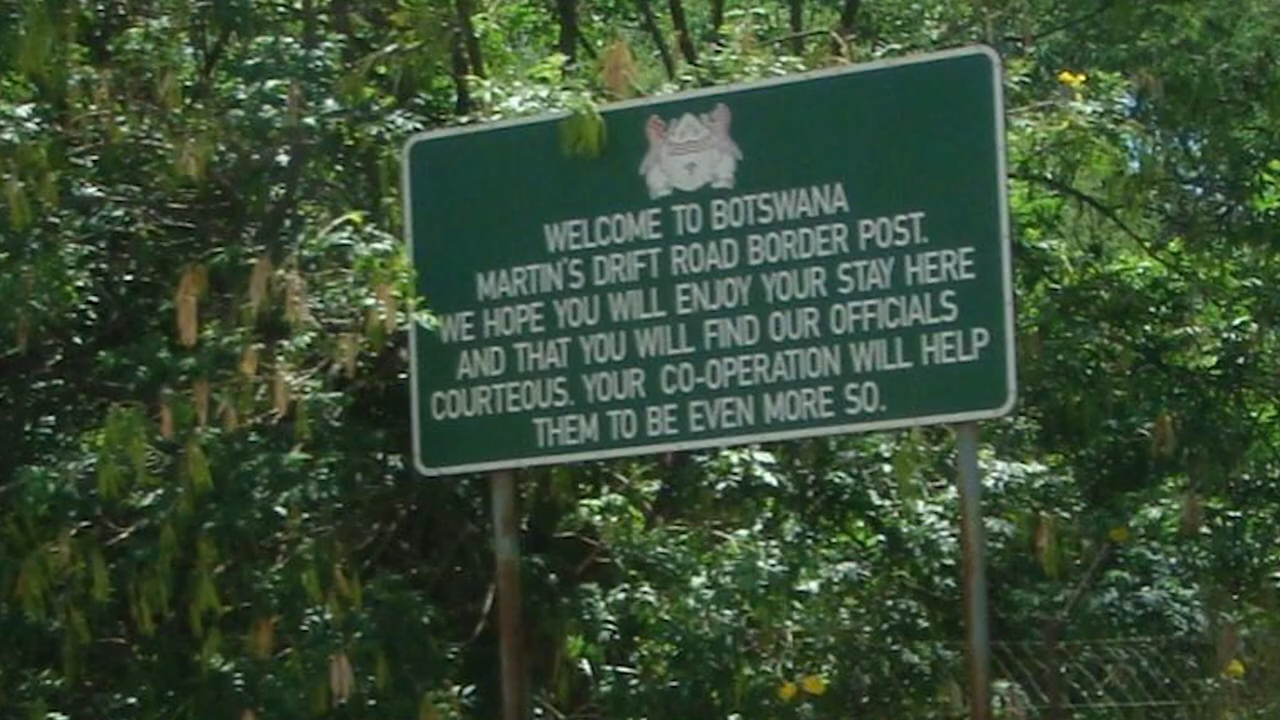 WELCOME TO BOTSWANA
MARTIN'S DRIFT ROAD BORDER POST.
WE HOPE YOU WILL ENJOY YOUR STAY HERE
AND THAT YOU WILL FIND OUR OFFICIALS
COURTEOUS. YOUR CO-OPERATION WILL HELP
THEM TO BE EVEN MORE SO.